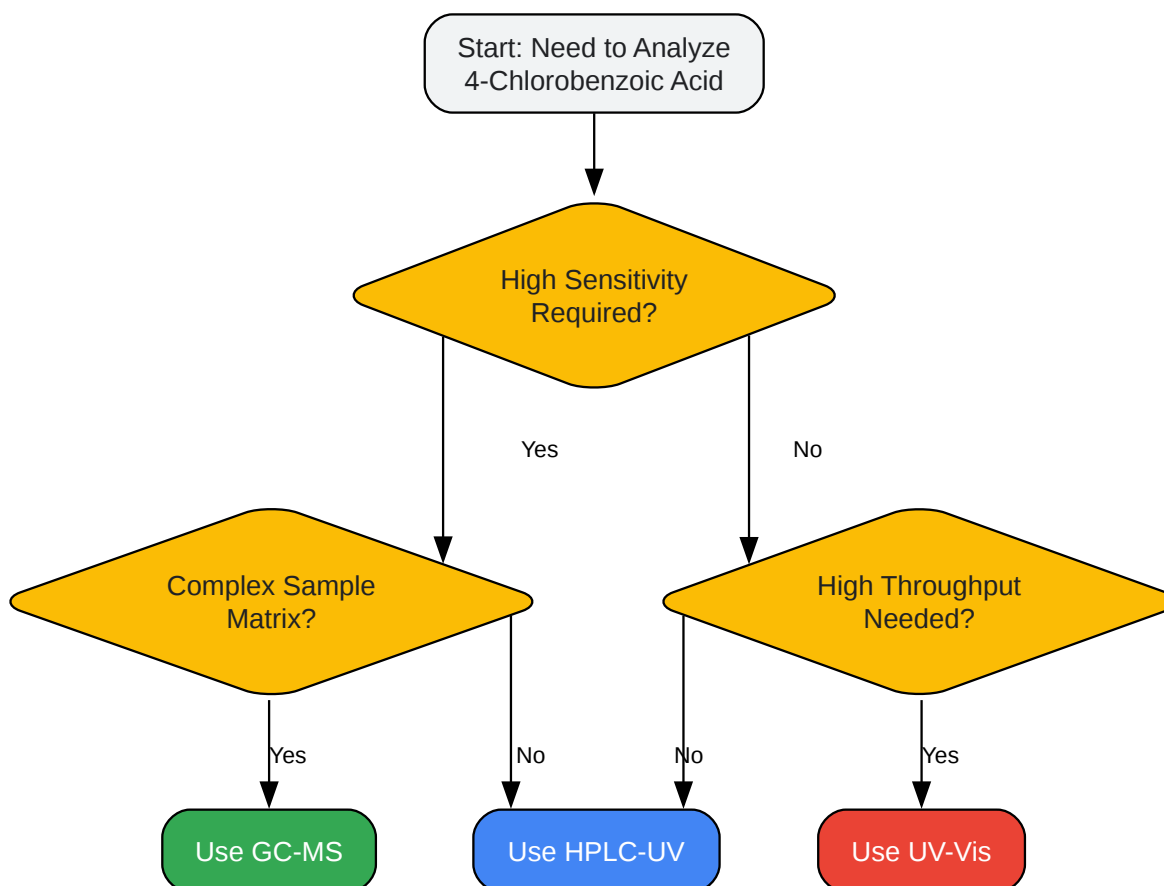 Start: Need to Analyze
4-Chlorobenzoic Acid
High Sensitivity
Required?
Yes
No
Complex Sample
Matrix?
High Throughput
Needed?
Yes
No
No
Yes
Use GC-MS
Use HPLC-UV
Use UV-Vis